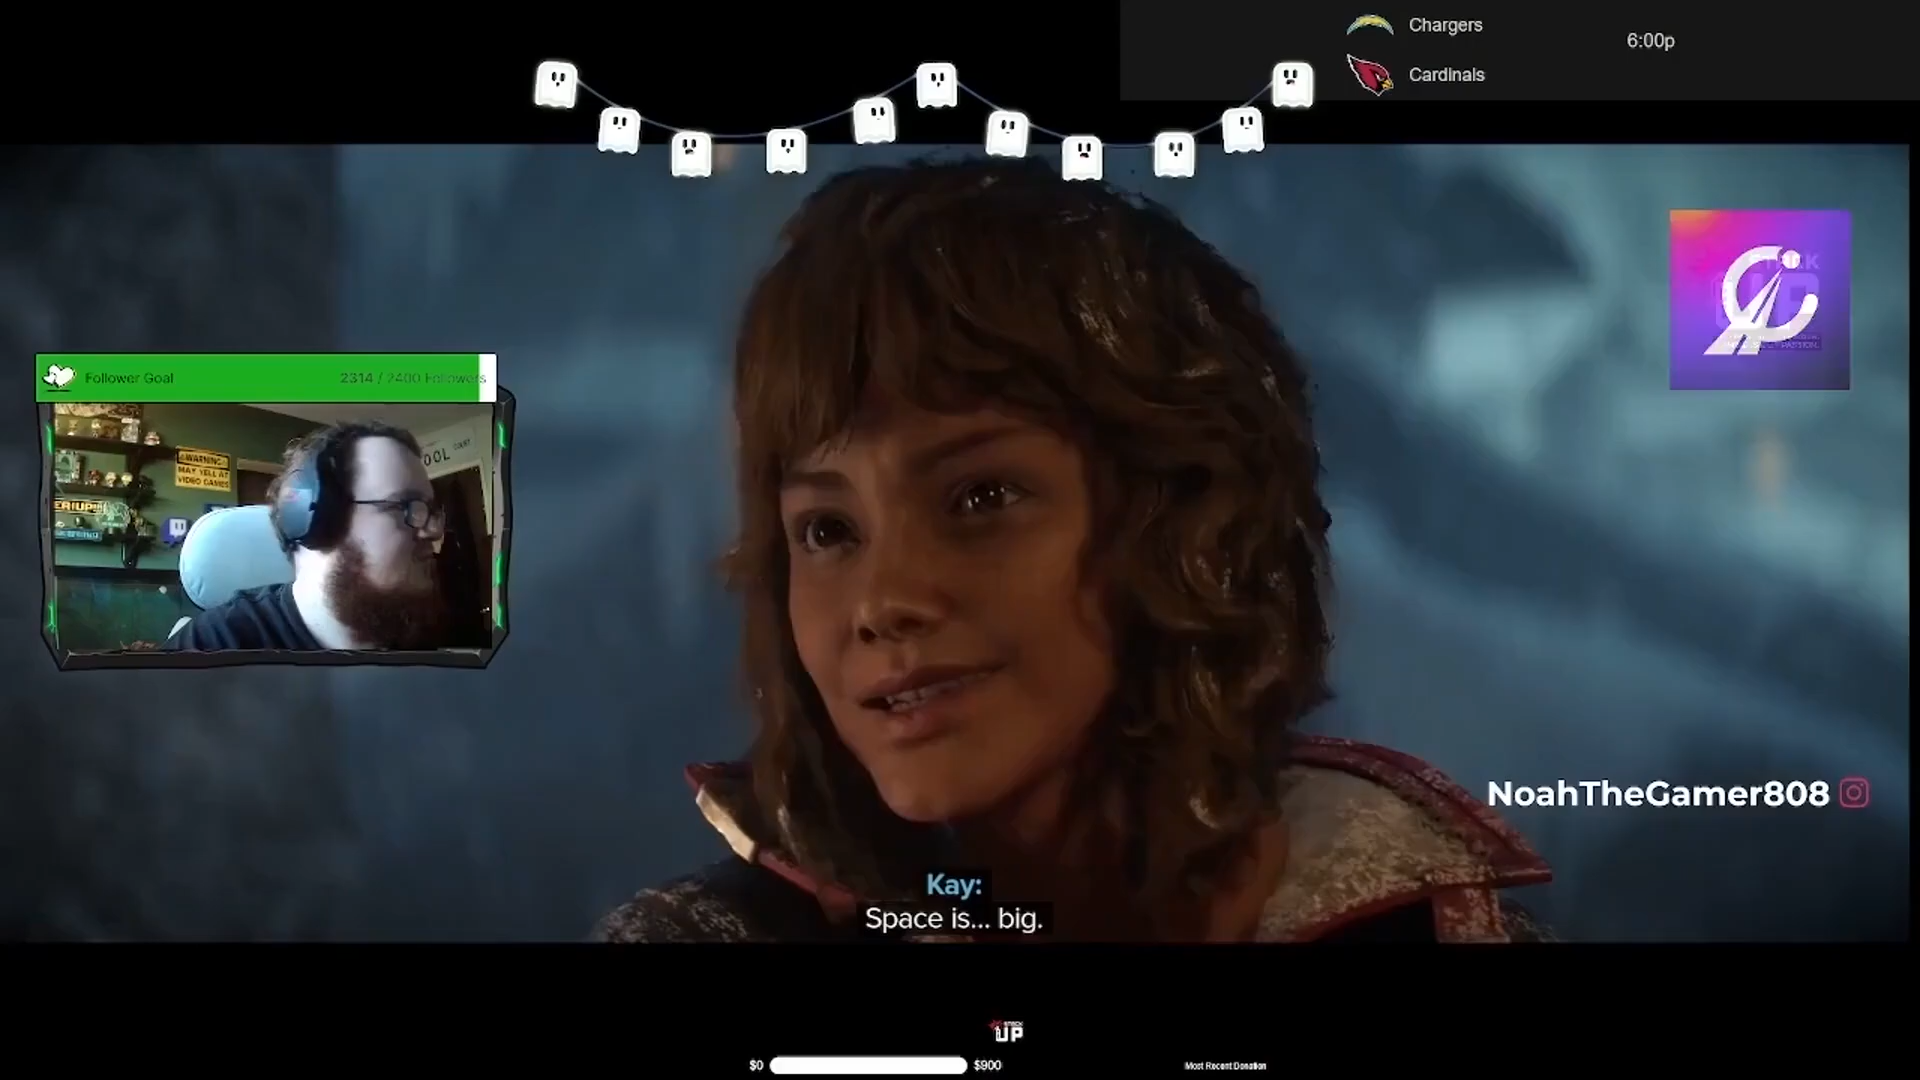 Chargers
6:00p
Cardinals
Follower Goal
2314 / 2400 Followers
WARNING:
MAY YELL AT
VIDEO GAMES
NoahTheGamer808
Kay:
Space is... big.
STACK
UP
$0
$900
Most Recent Donation